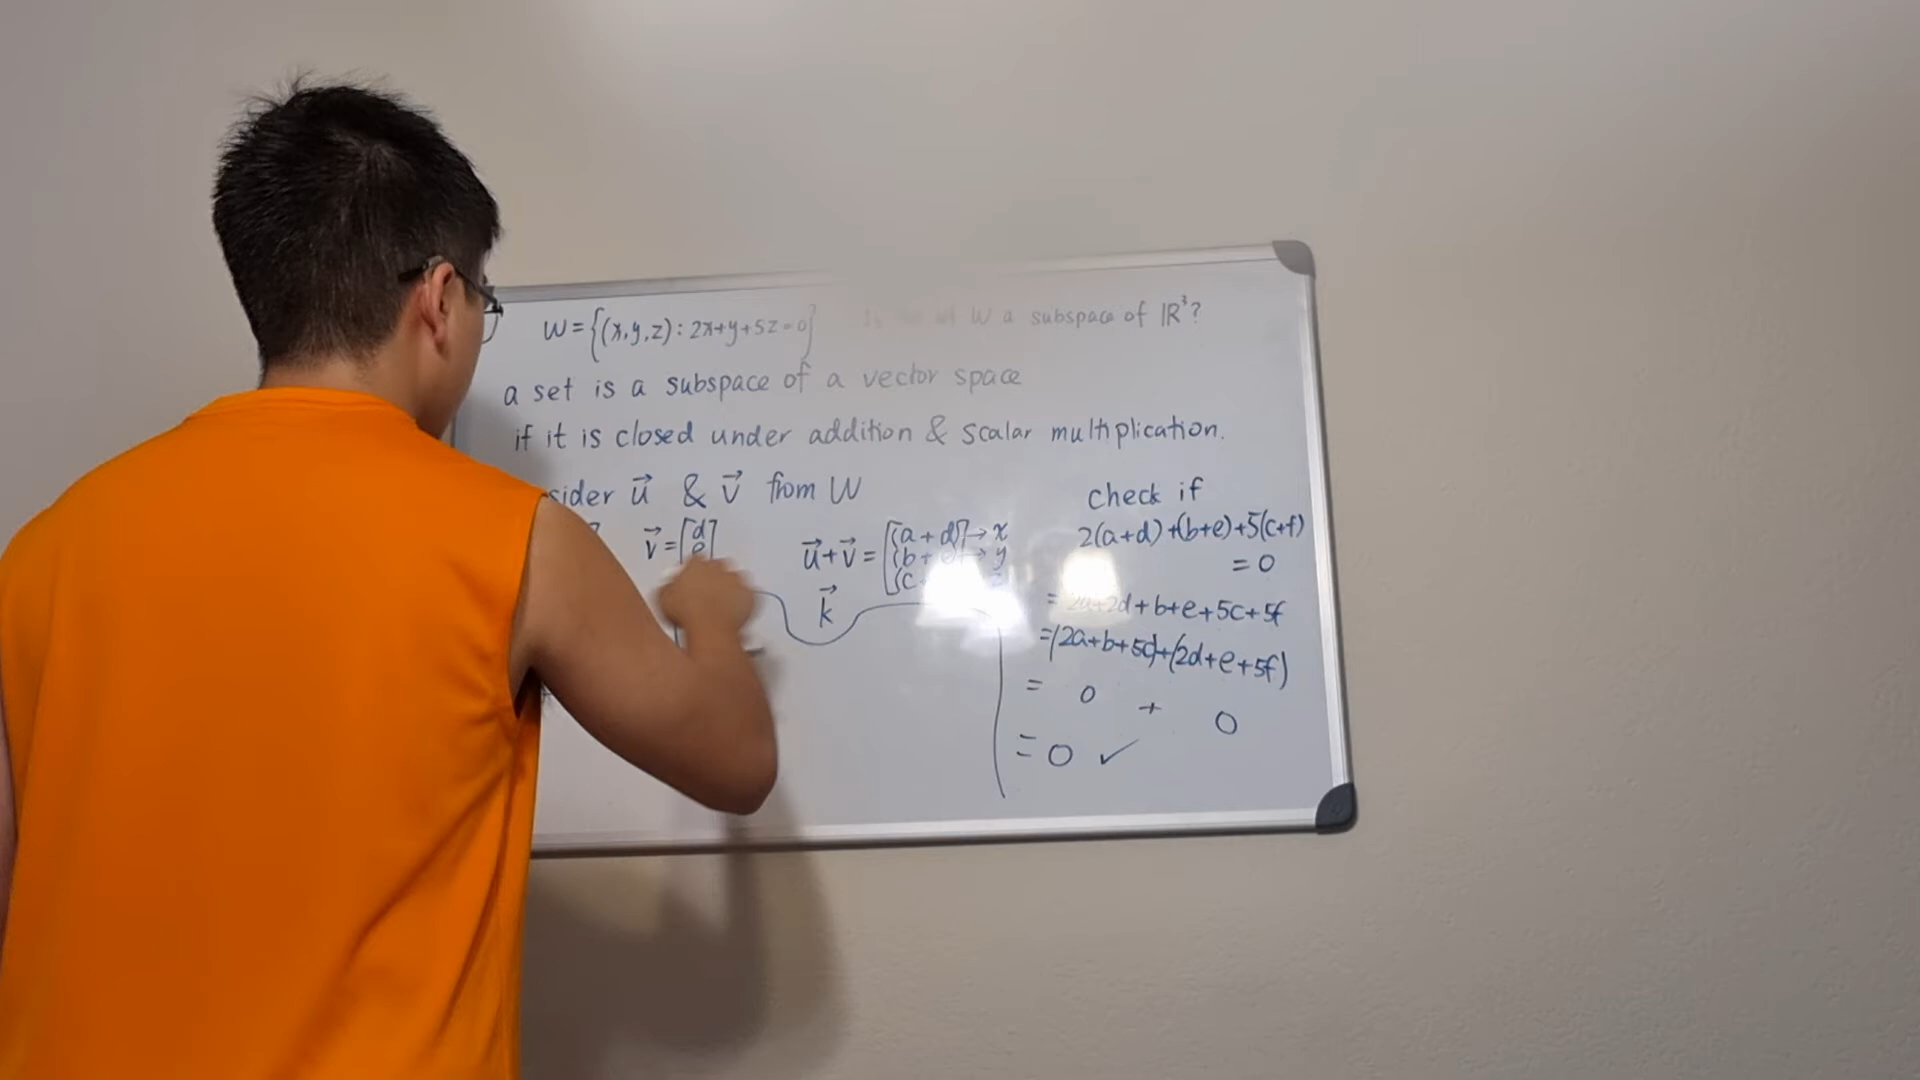 W = {(x,y,z): 2x+y+5z=0} W a subspace of ℝ³?
a set is a subspace of a vector space
if it is closed under addition & scalar multiplication.
sider u⃗ & v⃗ from W
v⃗ = [d e
u⃗+v⃗ = [(a+d)] → x
(b+ → y
(c
k⃗
check if
2(a+d)+(b+e)+5(c+f)
= 0
= 2a+2d+b+e+5c+5f
=(2a+b+5c)+(2d+e+5f)
= 0 + 0
= 0 ✓